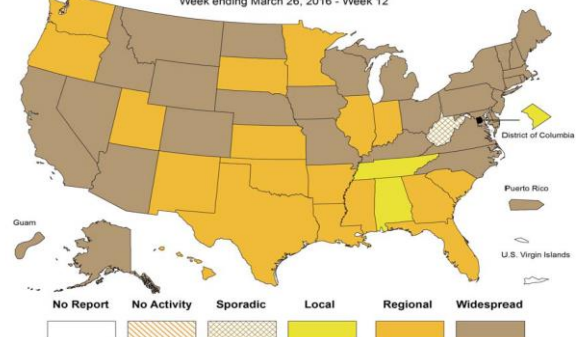 Week ending March 26, 2016 - Week 12
District of Columbia
Puerto Rico
Guam
U.S. Virgin Islands
No Report No Activity Sporadic Local Regional Widespread